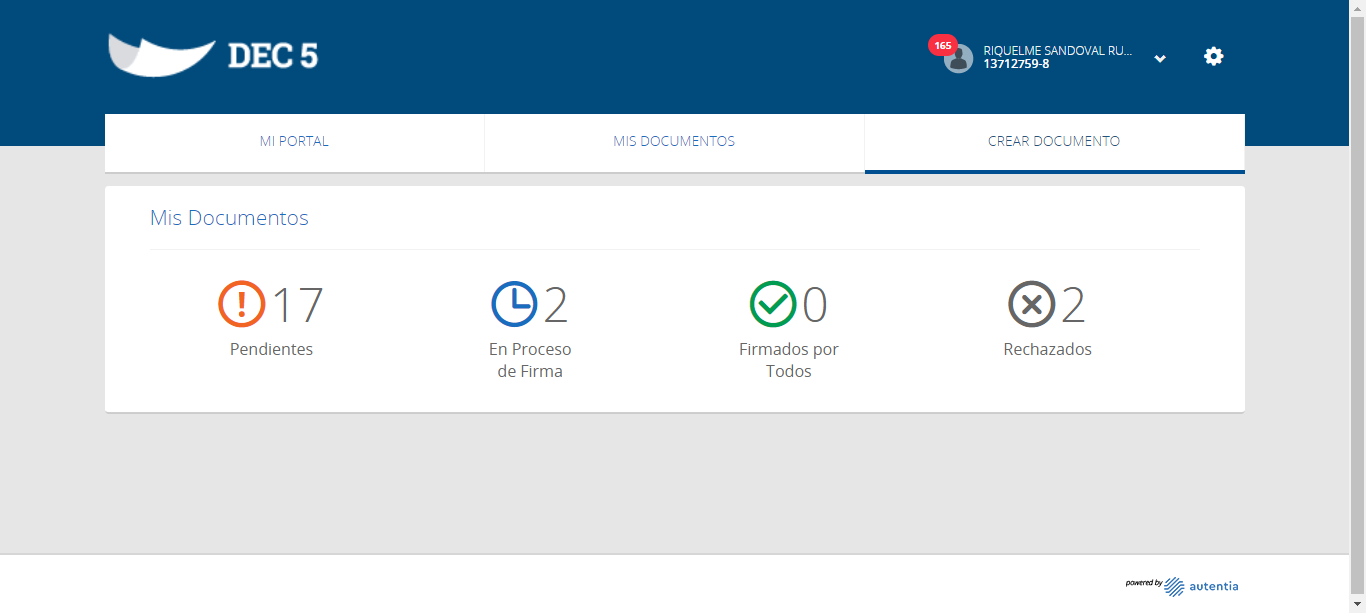 DEC 5
165
RIQUELME SANDOVAL RU...
13712759-8
MI PORTAL
MIS DOCUMENTOS
CREAR DOCUMENTO
Mis Documentos
17
Pendientes
2
En Proceso
de Firma
0
Firmados por
Todos
2
Rechazados
powered by
autentia